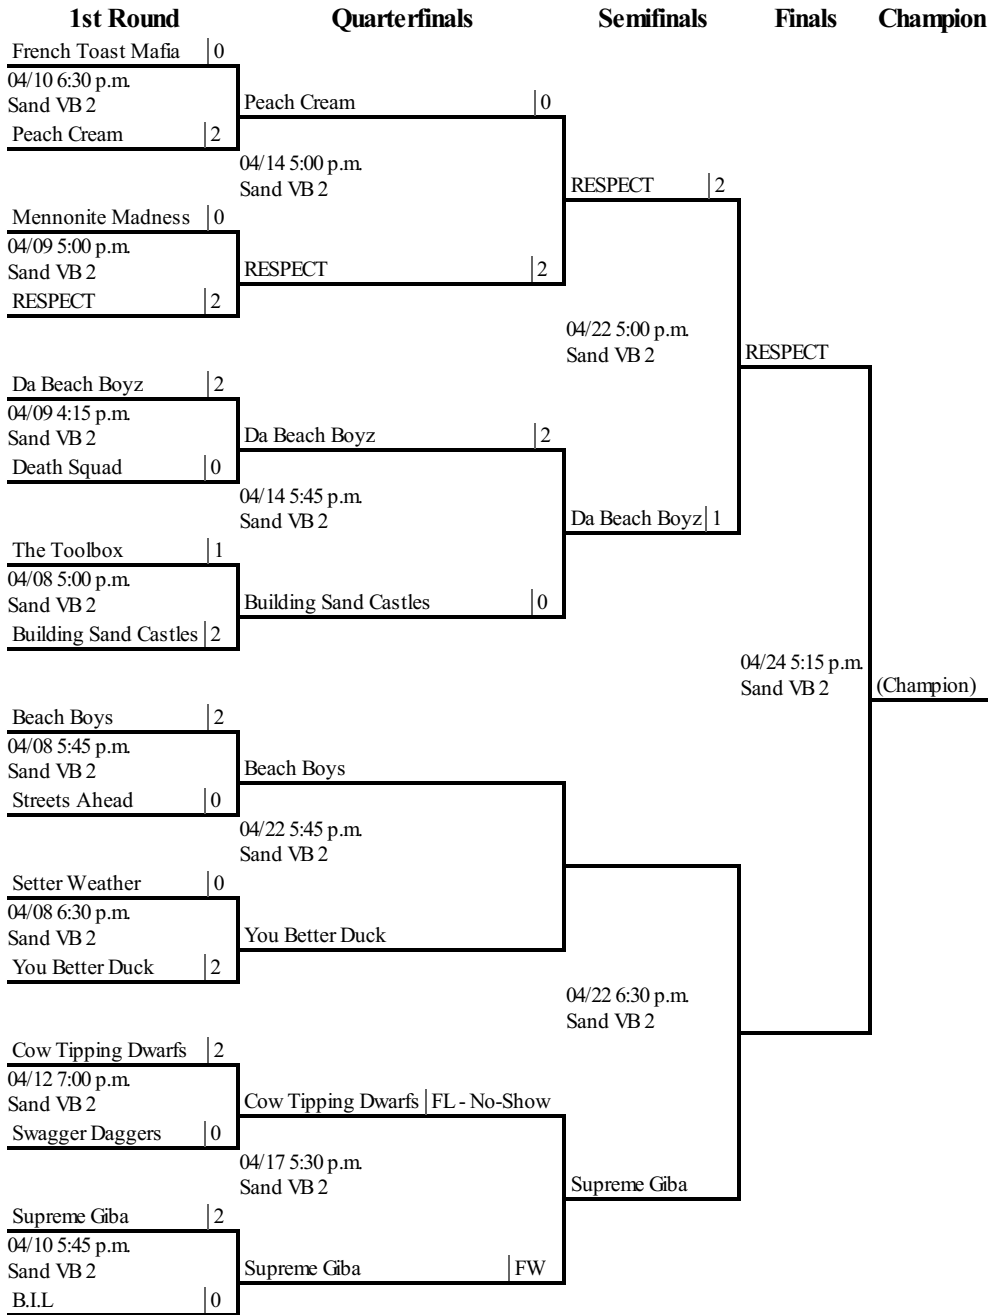 1st Round Quarterfinals Semifinals Finals Champion
French Toast Mafia 0
04/10 6:30 p.m.
Sand VB 2
Peach Cream 2
Peach Cream 0
04/14 5:00 p.m.
Sand VB 2
Mennonite Madness 0
04/09 5:00 p.m.
Sand VB 2
RESPECT 2
RESPECT 2
RESPECT 2
04/22 5:00 p.m.
Sand VB 2
Da Beach Boyz 2
04/09 4:15 p.m.
Sand VB 2
Death Squad 0
Da Beach Boyz 2
04/14 5:45 p.m.
Sand VB 2
The Toolbox 1
04/08 5:00 p.m.
Sand VB 2
Building Sand Castles 2
Building Sand Castles 0
Da Beach Boyz 1
RESPECT
04/24 5:15 p.m.
Sand VB 2
(Champion)
Beach Boys 2
04/08 5:45 p.m.
Sand VB 2
Streets Ahead 0
Beach Boys
04/22 5:45 p.m.
Sand VB 2
Setter Weather 0
04/08 6:30 p.m.
Sand VB 2
You Better Duck 2
You Better Duck
04/22 6:30 p.m.
Sand VB 2
Cow Tipping Dwarfs 2
04/12 7:00 p.m.
Sand VB 2
Swagger Daggers 0
Cow Tipping Dwarfs FL - No-Show
04/17 5:30 p.m.
Sand VB 2
Supreme Giba
Supreme Giba 2
04/10 5:45 p.m.
Sand VB 2
B.I.L 0
Supreme Giba FW